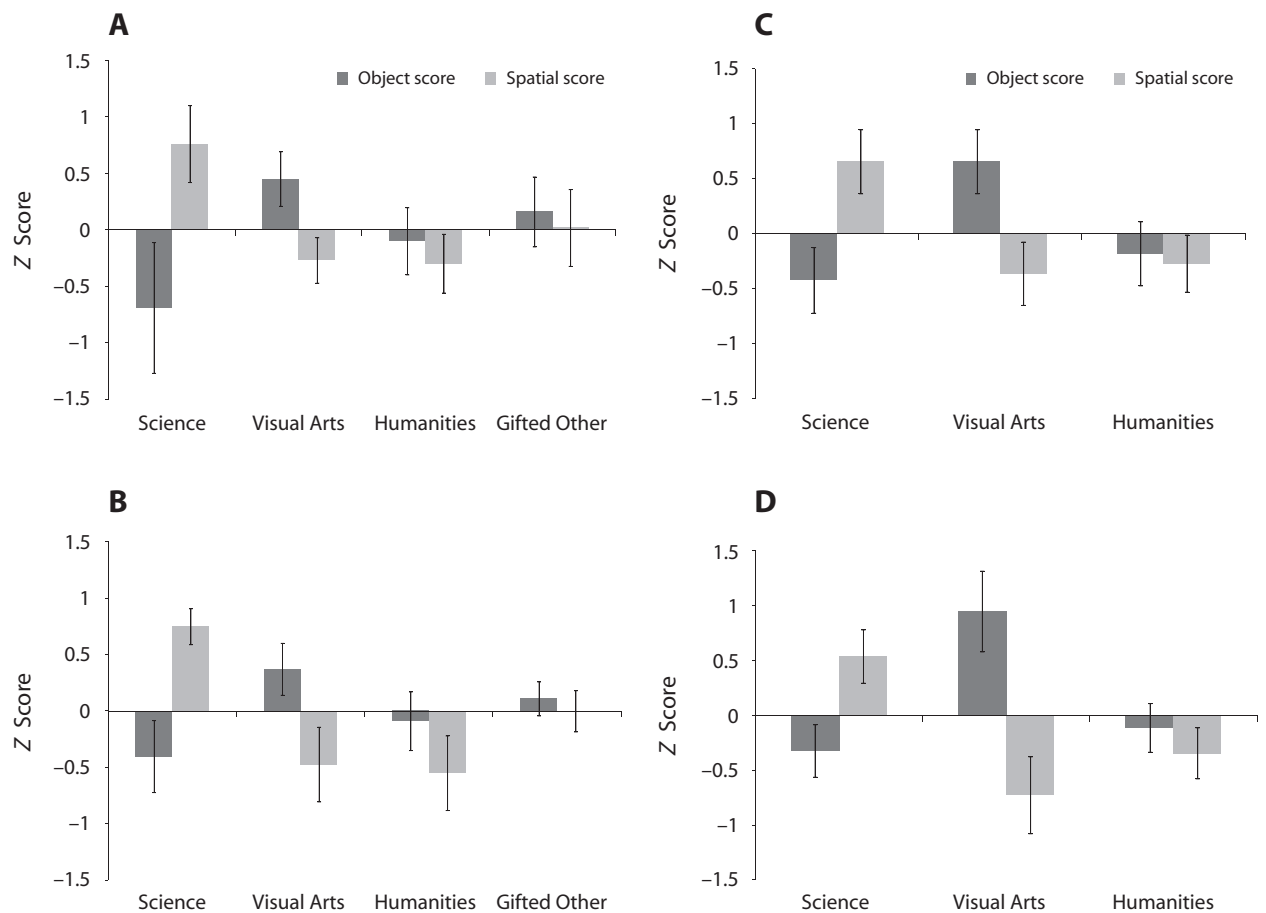 A
1.5
1
0.5
0
–0.5
–1
–1.5
Z Score
Object score Spatial score
Science Visual Arts Humanities Gifted Other
C
1.5
1
0.5
0
–0.5
–1
–1.5
Z Score
Object score Spatial score
Science Visual Arts Humanities
B
1.5
1
0.5
0
–0.5
–1
–1.5
Z Score
Science Visual Arts Humanities Gifted Other
D
1.5
1
0.5
0
–0.5
–1
–1.5
Z Score
Science Visual Arts Humanities